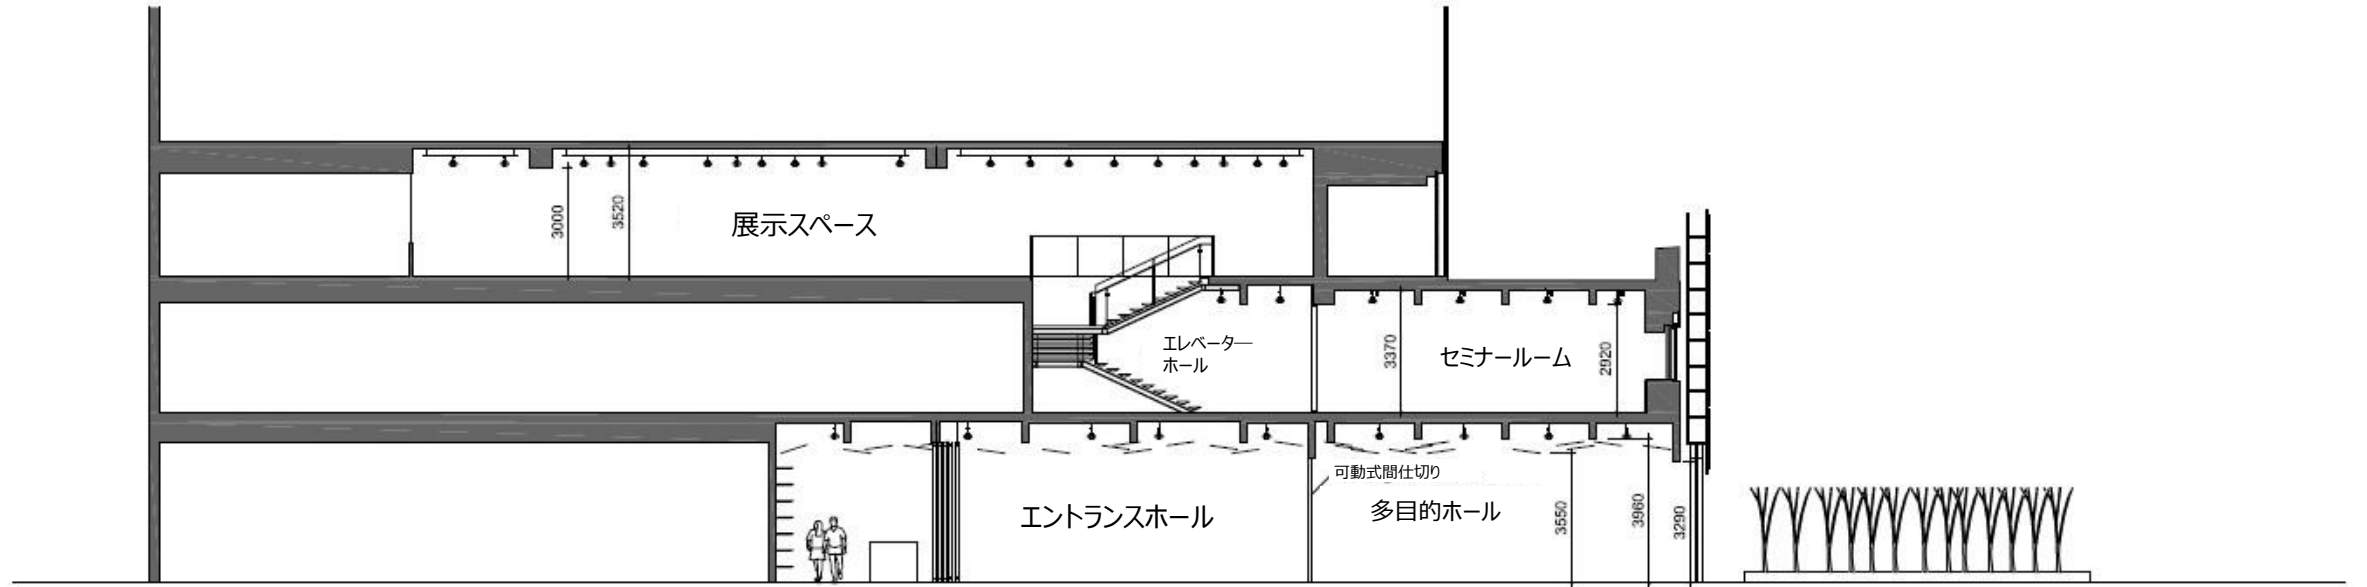 3000
3520
展示スペース
エレベーター
ホール
3370
セミナールーム
2920
可動式間仕切り
エントランスホール
多目的ホール
3550
3960
3290